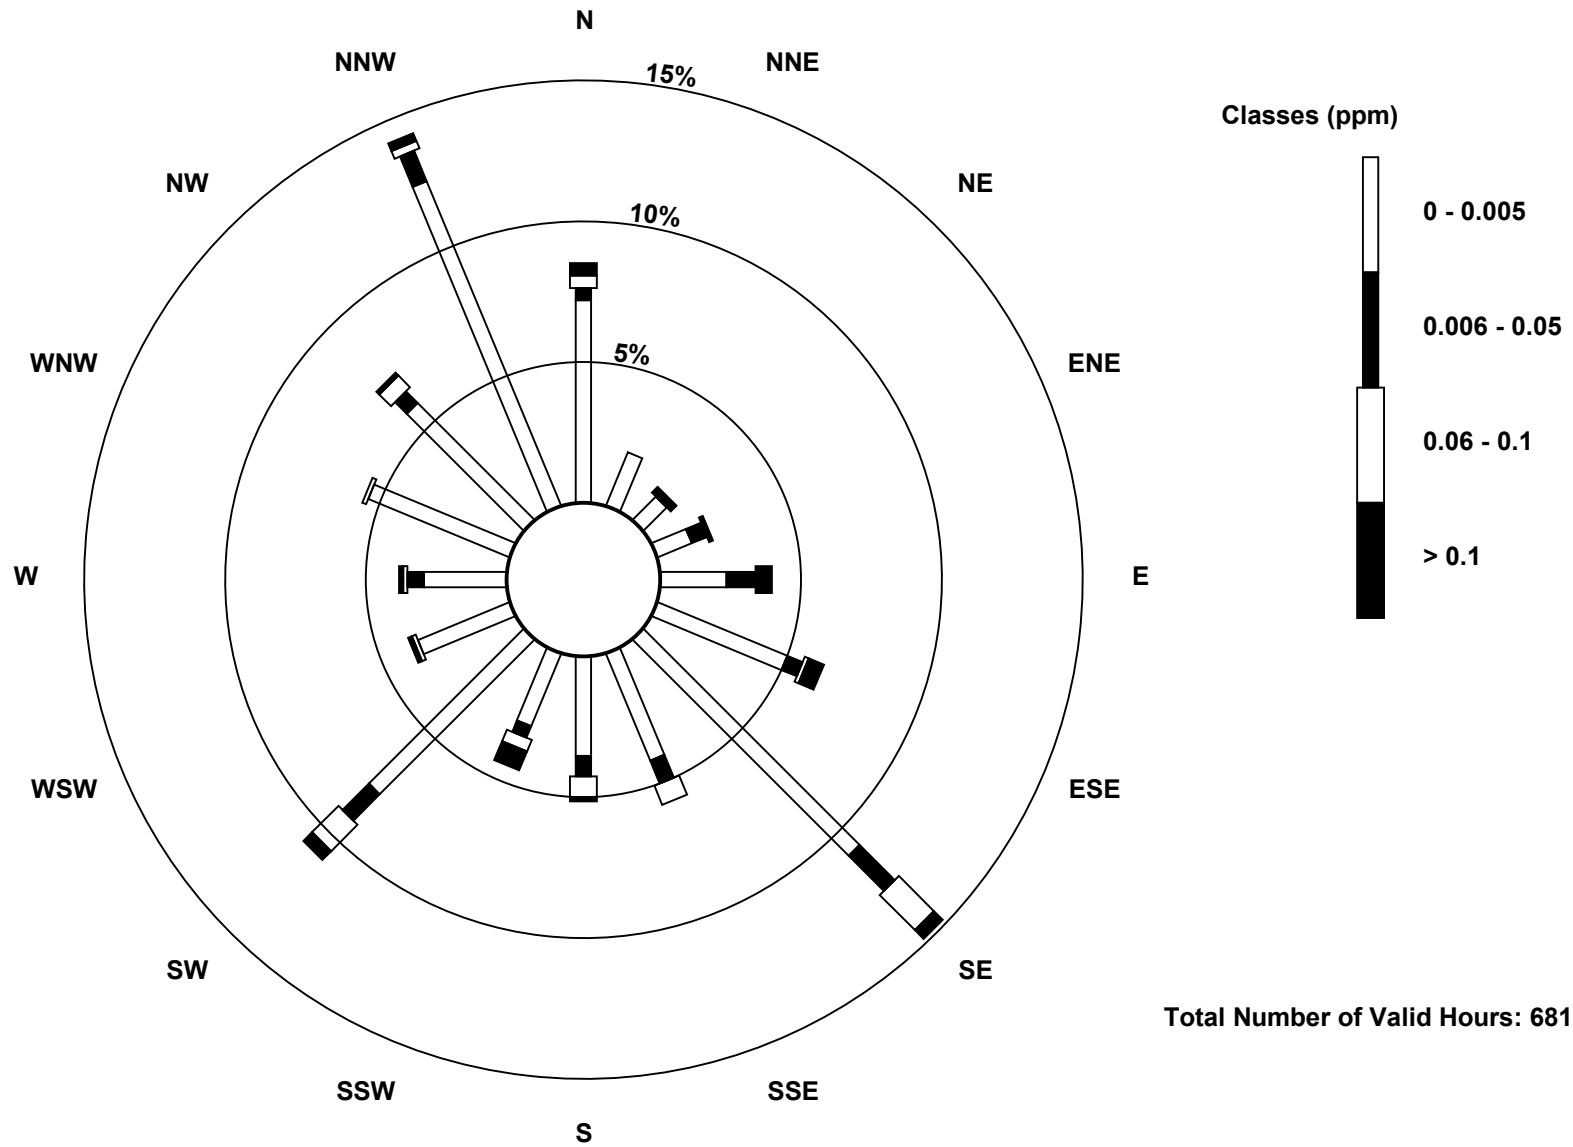 N
NNW
NNE
15%
Classes (ppm)
NW
NE
0 - 0.005
10%
0.006 - 0.05
5%
WNW
ENE
0.06 - 0.1
> 0.1
W
E
WSW
ESE
SW
SE
Total Number of Valid Hours: 681
SSW
SSE
S